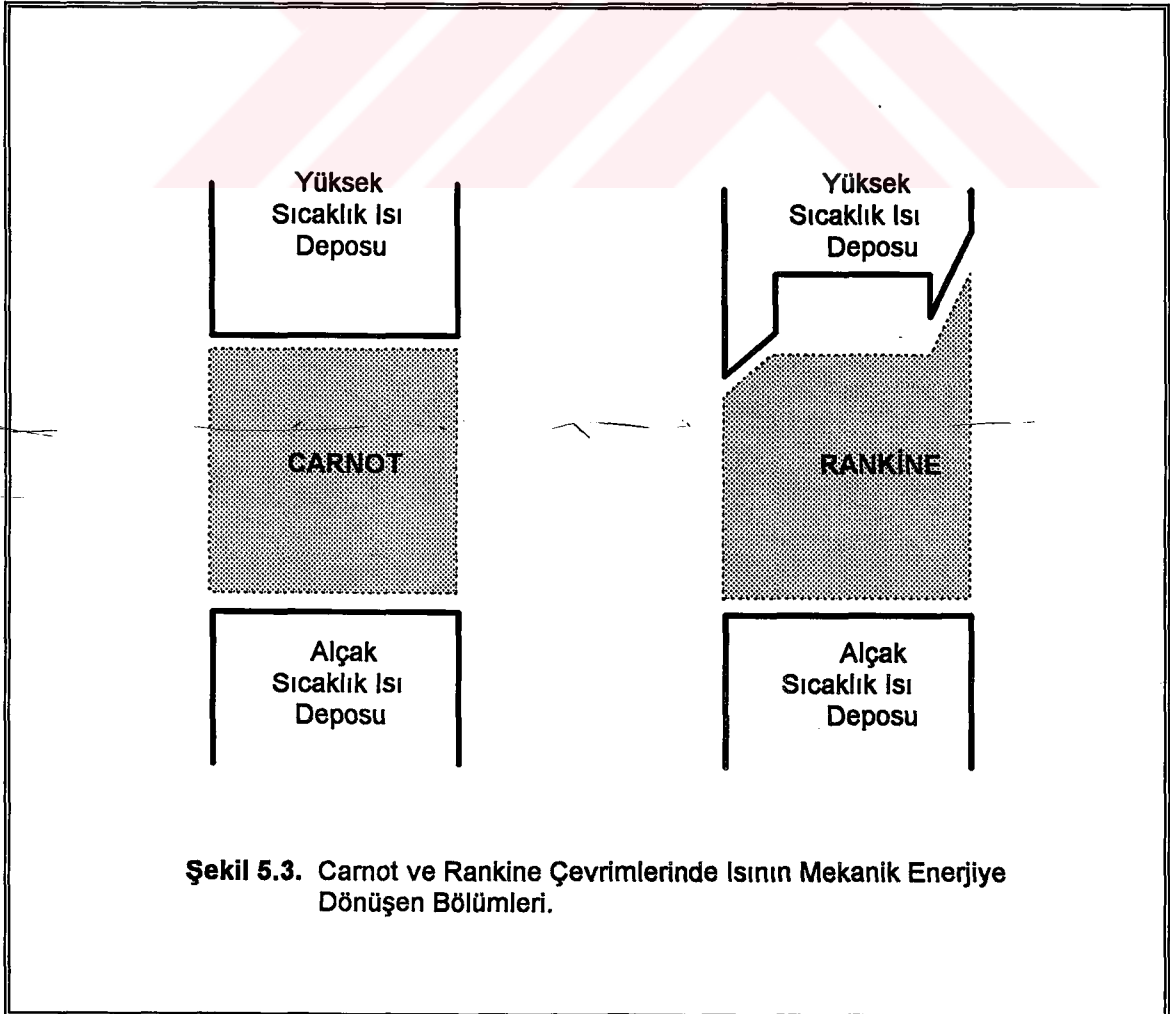 Yüksek
Sıcaklık Isı
Deposu
CARNOT
Alçak
Sıcaklık Isı
Deposu
Yüksek
Sıcaklık Isı
Deposu
RANKİNE
Alçak
Sıcaklık Isı
Deposu
Şekil 5.3. Carnot ve Rankine Çevrimlerinde Isının Mekanik Enerjiye
Dönüşen Bölümleri.